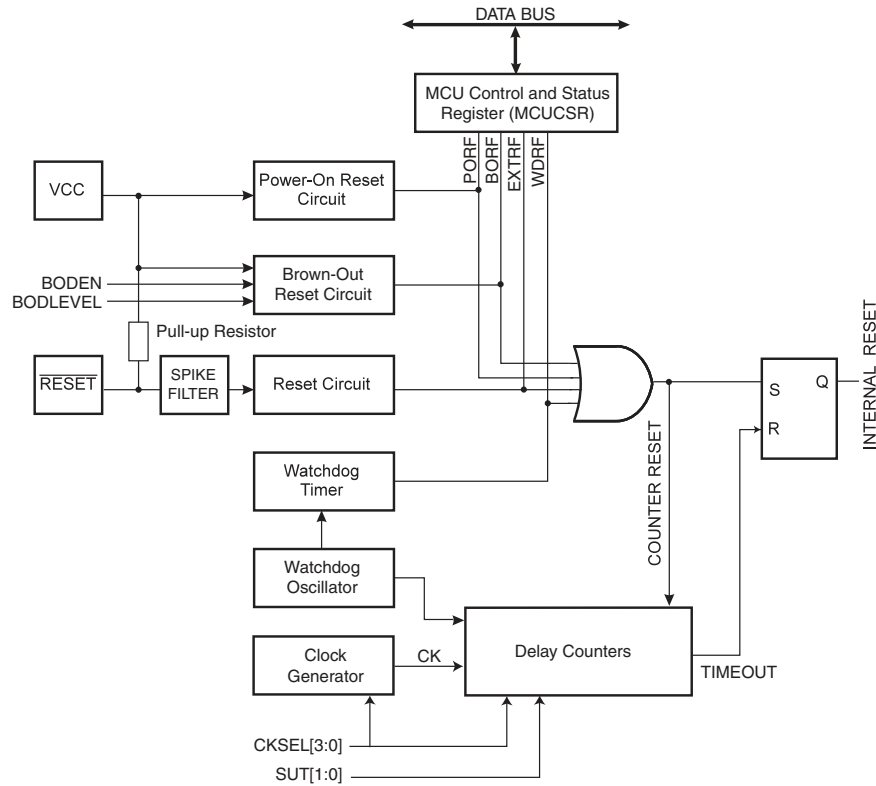 DATA BUS
MCU Control and Status
Register (MCUCSR)
PORF
BORF
EXTRF
WDRF
VCC
Power-On Reset
Circuit
BODEN
BODLEVEL
Brown-Out
Reset Circuit
Pull-up Resistor
RESET
SPIKE
FILTER
Reset Circuit
S
Q
R
INTERNAL RESET
COUNTER RESET
Watchdog
Timer
Watchdog
Oscillator
Clock
Generator
CK
Delay Counters
TIMEOUT
CKSEL[3:0]
SUT[1:0]